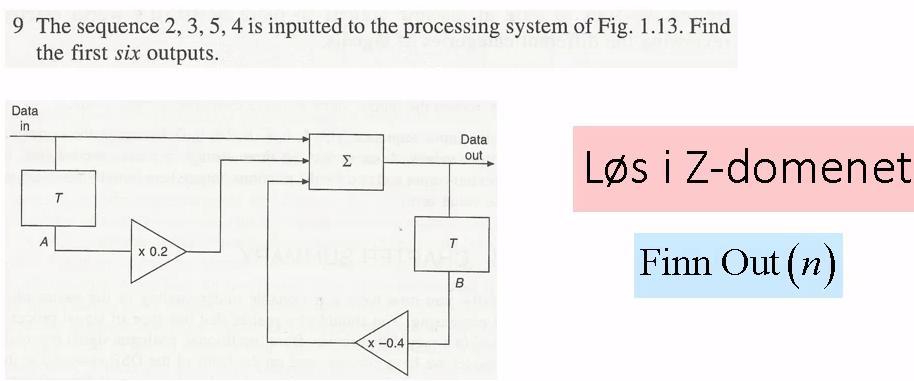 9 The sequence 2, 3, 5, 4 is inputted to the processing system of Fig. 1.13. Find
the first six outputs.
Data
in
Data
out
Σ
T
A
x 0.2
T
B
x –0.4
Løs i Z-domenet
Finn Out(n)